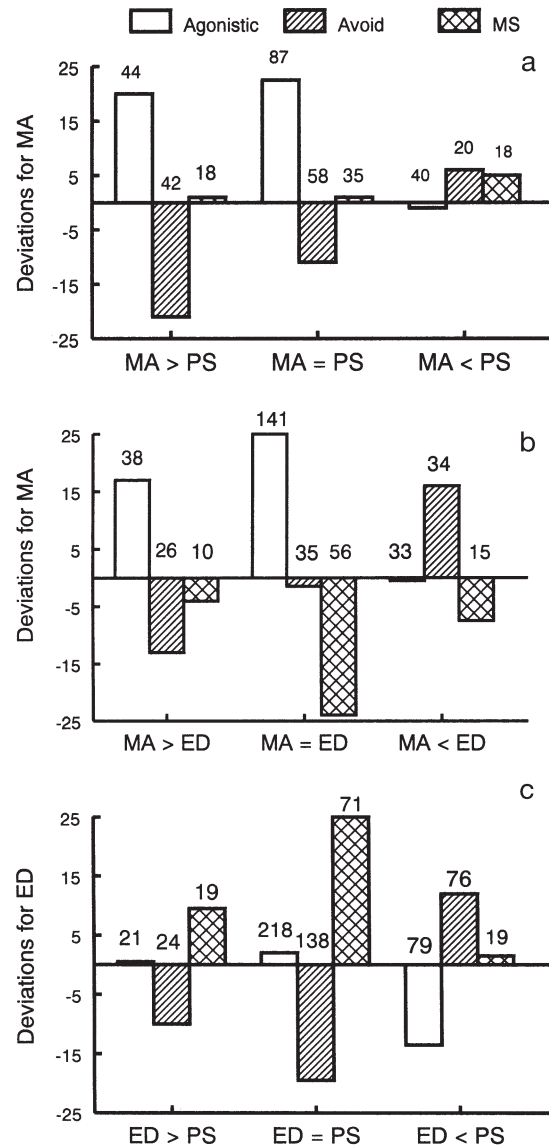 Agonistic Avoid MS
a
Deviations for MA
25
15
5
-5
-15
-25
44 42 18 87 58 35 40 20 18
MA > PS MA = PS MA < PS
b
Deviations for MA
25
15
5
-5
-15
-25
38 26 10 141 35 56 33 34 15
MA > ED MA = ED MA < ED
c
Deviations for ED
25
15
5
-5
-15
-25
21 24 19 218 138 71 79 76 19
ED > PS ED = PS ED < PS